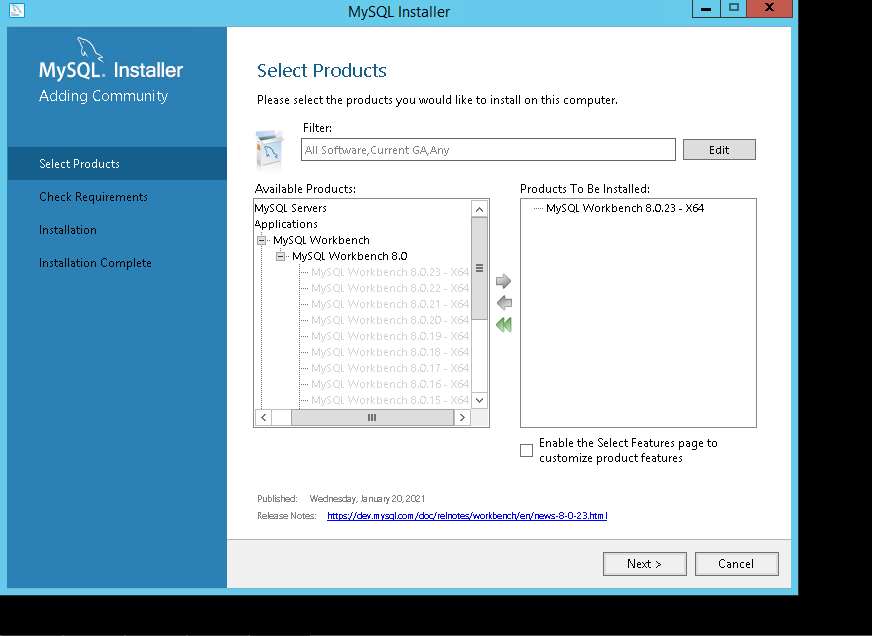 MySQL Installer
MySQL. Installer
Adding Community
Select Products
Check Requirements
Installation
Installation Complete
Select Products
Please select the products you would like to install on this computer.
Filter:
All Software,Current GA,Any
Edit
Available Products:
MySQL Servers
Applications
MySQL Workbench
MySQL Workbench 8.0
MySQL Workbench 8.0.23 - X64
MySQL Workbench 8.0.22 - X64
MySQL Workbench 8.0.21 - X64
MySQL Workbench 8.0.20 - X64
MySQL Workbench 8.0.19 - X64
MySQL Workbench 8.0.18 - X64
MySQL Workbench 8.0.17 - X64
MySQL Workbench 8.0.16 - X64
MySQL Workbench 8.0.15 - X64
Products To Be Installed:
MySQL Workbench 8.0.23 - X64
Enable the Select Features page to
customize product features
Published: Wednesday, January 20, 2021
Release Notes: https://dev.mysql.com/doc/relnotes/workbench/en/news-8-0-23.html
Next >
Cancel